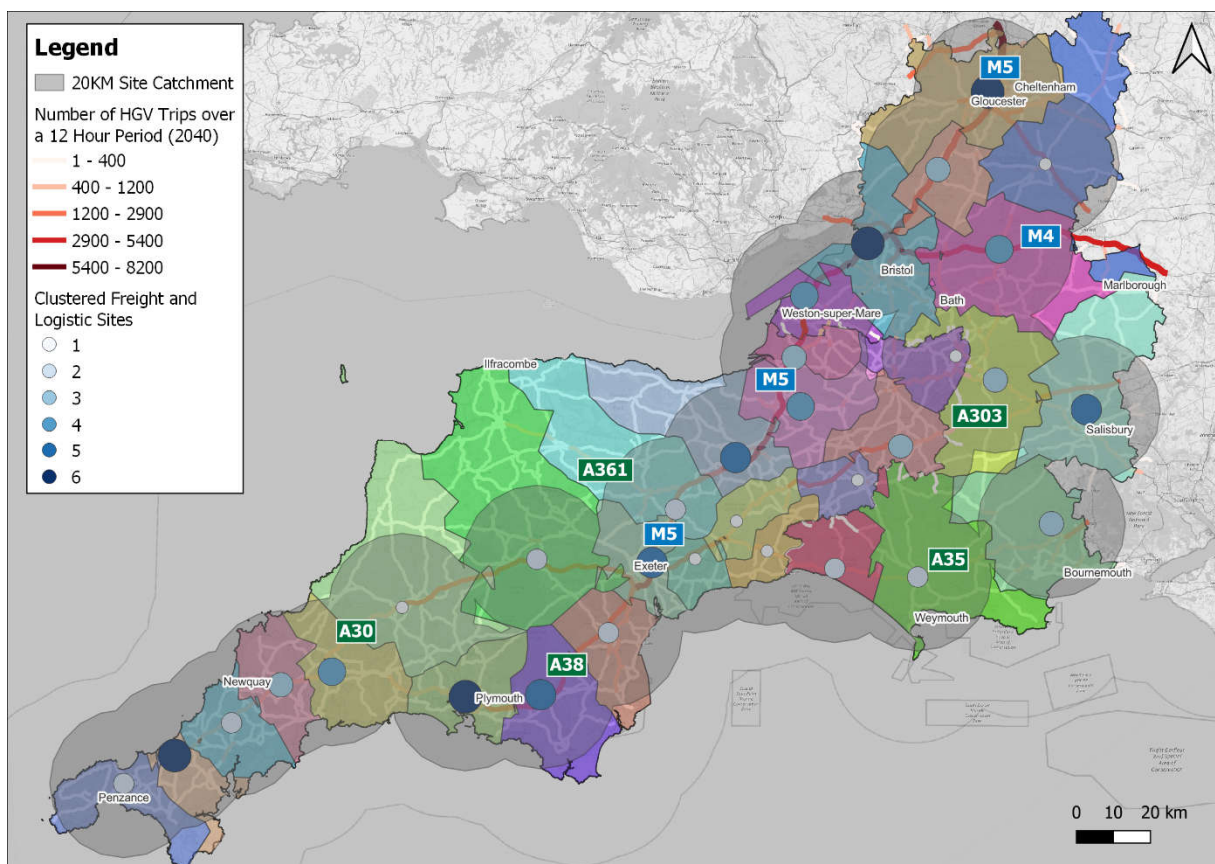 Legend
20KM Site Catchment
Number of HGV Trips over
a 12 Hour Period (2040)
1 - 400
400 - 1200
1200 - 2900
2900 - 5400
5400 - 8200
Clustered Freight and
Logistic Sites
1
2
3
4
5
6
M5
Cheltenham
Gloucester
M4
Bristol
Marlborough
Bath
Weston-super-Mare
Ilfracombe
M5
A303
Salisbury
A361
M5
Exeter
A35
Bournemouth
Weymouth
A30
A38
Newquay
Plymouth
Penzance
0 10 20 km